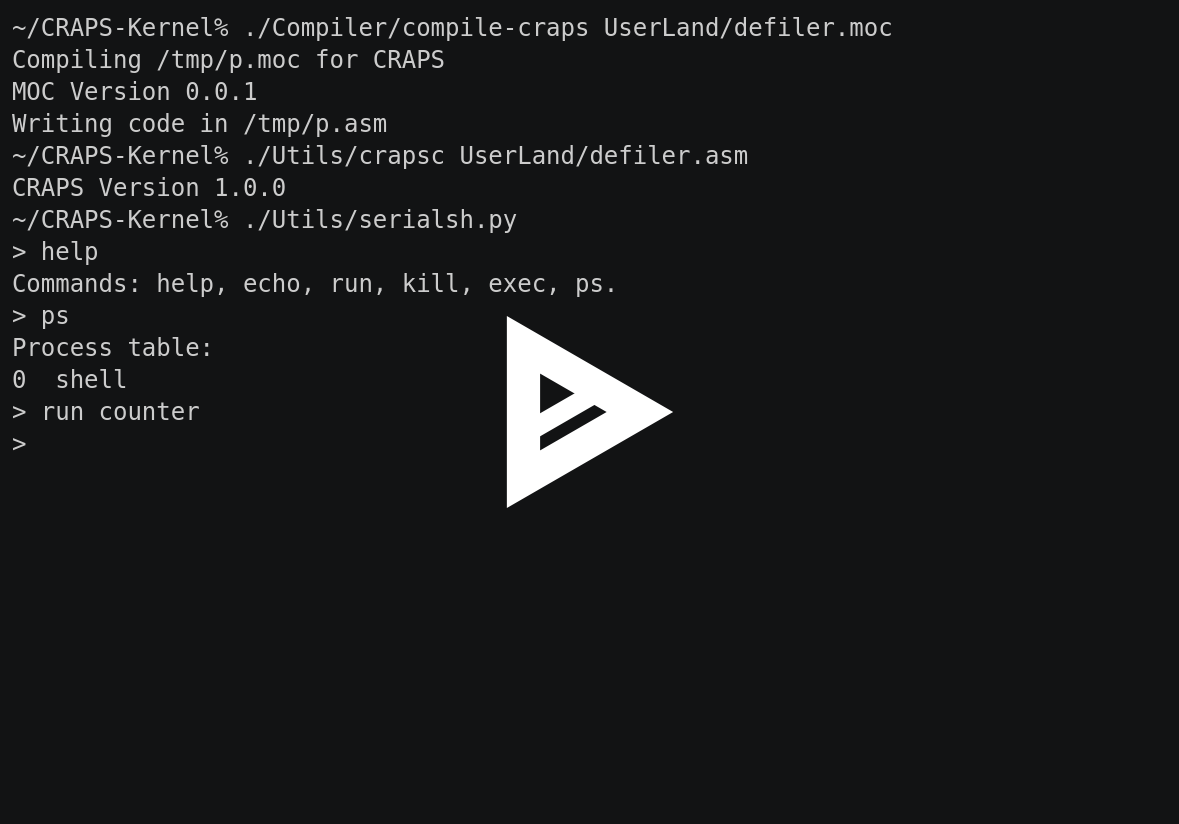 ~/CRAPS-Kernel% ./Compiler/compile-craps UserLand/defiler.moc
Compiling /tmp/p.moc for CRAPS
MOC Version 0.0.1
Writing code in /tmp/p.asm
~/CRAPS-Kernel% ./Utils/crapsc UserLand/defiler.asm
CRAPS Version 1.0.0
~/CRAPS-Kernel% ./Utils/serialsh.py
> help
Commands: help, echo, run, kill, exec, ps.
> ps
Process table:
0  shell
> run counter
>